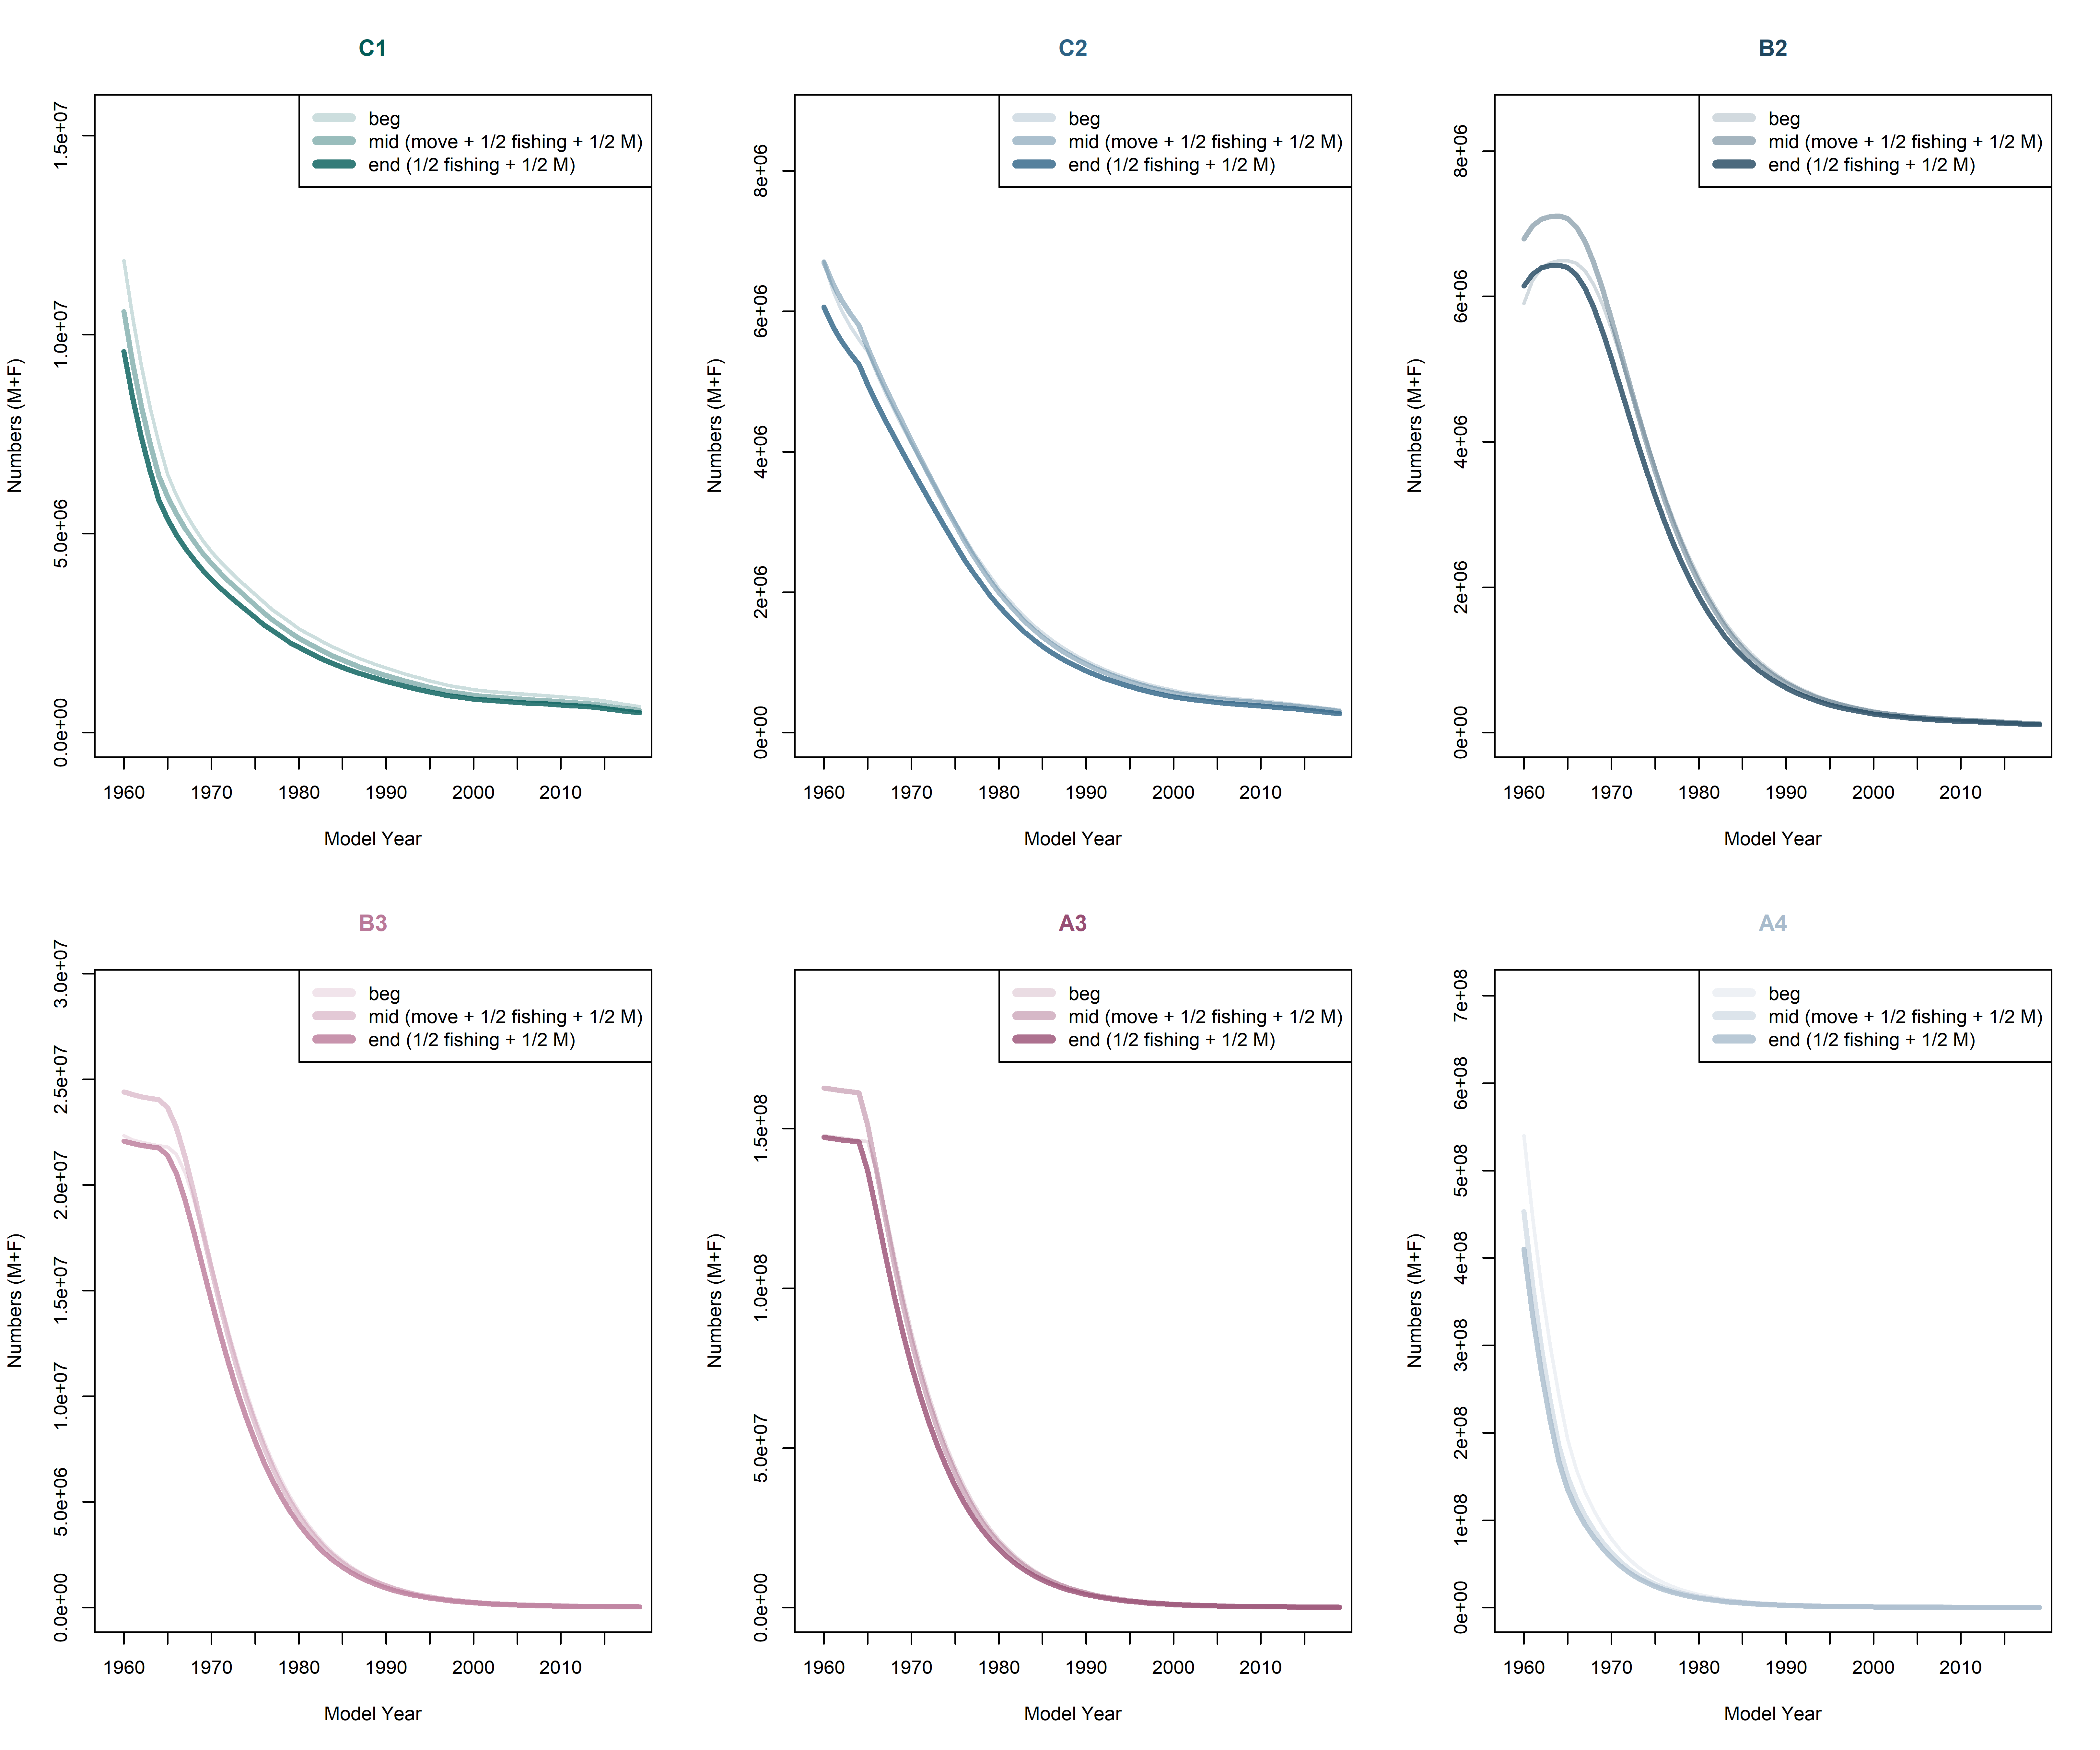 C1
beg
mid (move + 1/2 fishing + 1/2 M)
end (1/2 fishing + 1/2 M)
Numbers (M+F)
1.5e+07
1.0e+07
5.0e+06
0.0e+00
1960 1970 1980 1990 2000 2010
Model Year
C2
beg
mid (move + 1/2 fishing + 1/2 M)
end (1/2 fishing + 1/2 M)
Numbers (M+F)
8e+06
6e+06
4e+06
2e+06
0e+00
1960 1970 1980 1990 2000 2010
Model Year
B2
beg
mid (move + 1/2 fishing + 1/2 M)
end (1/2 fishing + 1/2 M)
Numbers (M+F)
8e+06
6e+06
4e+06
2e+06
0e+00
1960 1970 1980 1990 2000 2010
Model Year
B3
beg
mid (move + 1/2 fishing + 1/2 M)
end (1/2 fishing + 1/2 M)
Numbers (M+F)
3.0e+07
2.5e+07
2.0e+07
1.5e+07
1.0e+07
5.0e+06
0.0e+00
1960 1970 1980 1990 2000 2010
Model Year
A3
beg
mid (move + 1/2 fishing + 1/2 M)
end (1/2 fishing + 1/2 M)
Numbers (M+F)
1.5e+08
1.0e+08
5.0e+07
0.0e+00
1960 1970 1980 1990 2000 2010
Model Year
A4
beg
mid (move + 1/2 fishing + 1/2 M)
end (1/2 fishing + 1/2 M)
Numbers (M+F)
7e+08
6e+08
5e+08
4e+08
3e+08
2e+08
1e+08
0e+00
1960 1970 1980 1990 2000 2010
Model Year